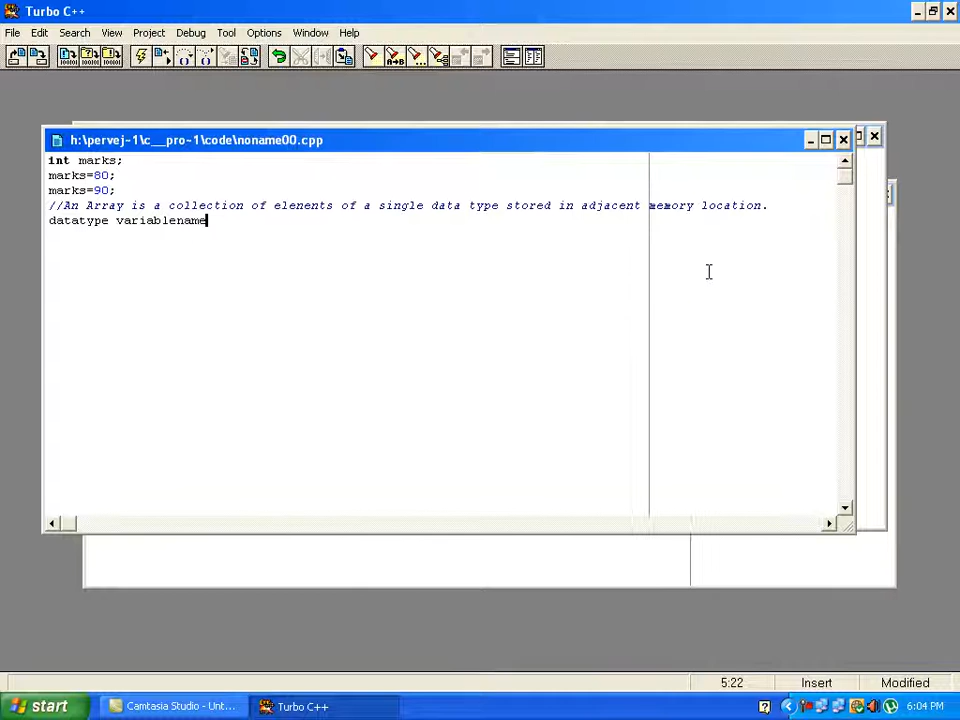 Turbo C++
File Edit View Search Project Debug Tool Options Window Help
h:\pervej~1\c__pro~1\code\noname00.cpp
int marks;
marks=80;
marks=90;
//An Array is a collection of elenents of a single data type stored in adjacent memory location.
datatype variablename
5:22 Insert Modified
start Camtasia Studio - Unt... Turbo C++ 6:04 PM